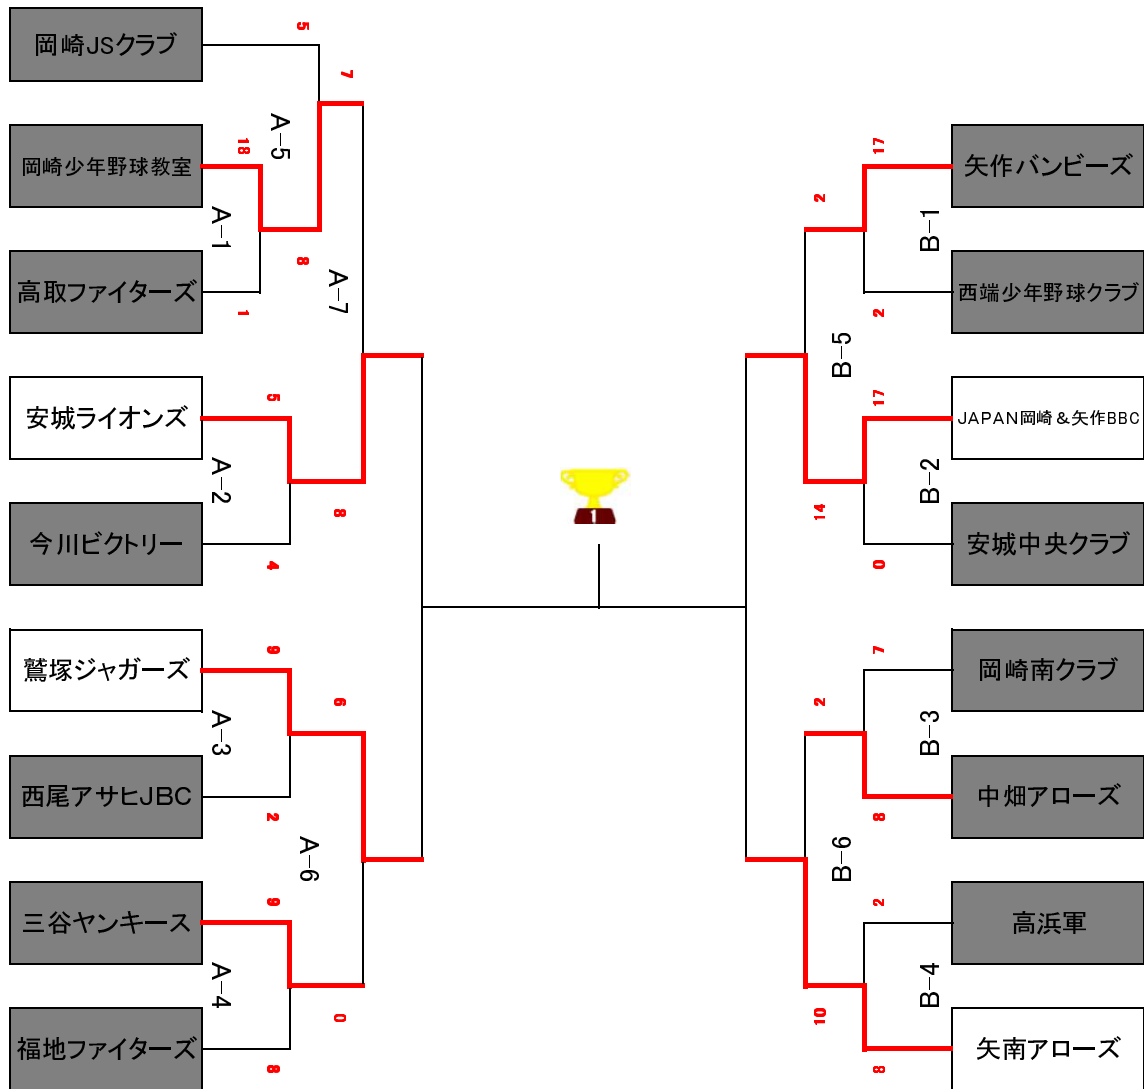 岡崎JSクラブ
5
7
A-5
岡崎少年野球教室
18
A-1
8
高取ファイターズ
1
A-7
安城ライオンズ
5
A-2
8
今川ビクトリー
4
鷲塚ジャガーズ
9
6
A-3
西尾アサヒJBC
2
A-6
三谷ヤンキース
9
A-4
0
福地ファイターズ
8
1
矢作バンビーズ
17
2
B-1
西端少年野球クラブ
2
B-5
JAPAN岡崎&矢作BBC
17
B-2
14
安城中央クラブ
0
岡崎南クラブ
7
2
B-3
中畑アローズ
8
B-6
高浜軍
2
B-4
10
矢南アローズ
8